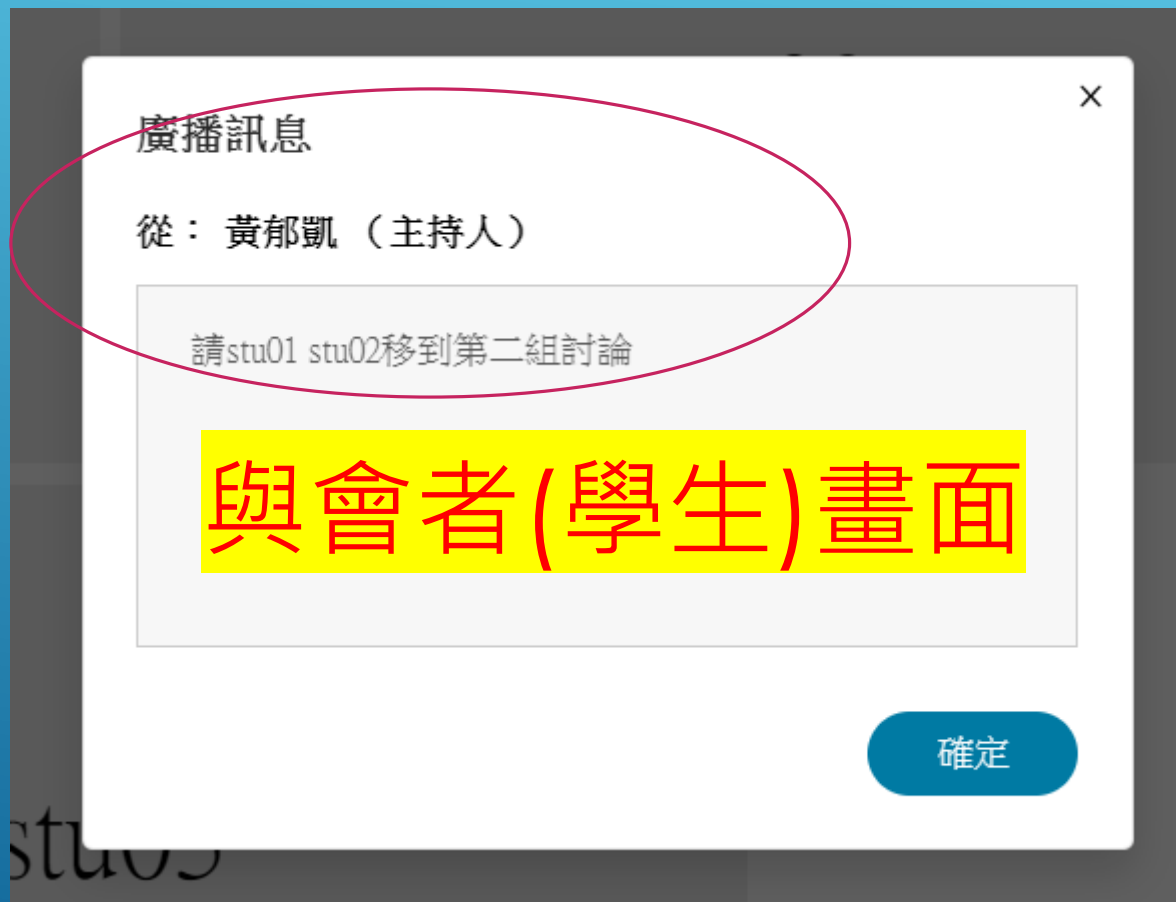 廣播訊息
從： 黃郁凱 （主持人）
請stu01 stu02移到第二組討論
與會者(學生)畫面
確定